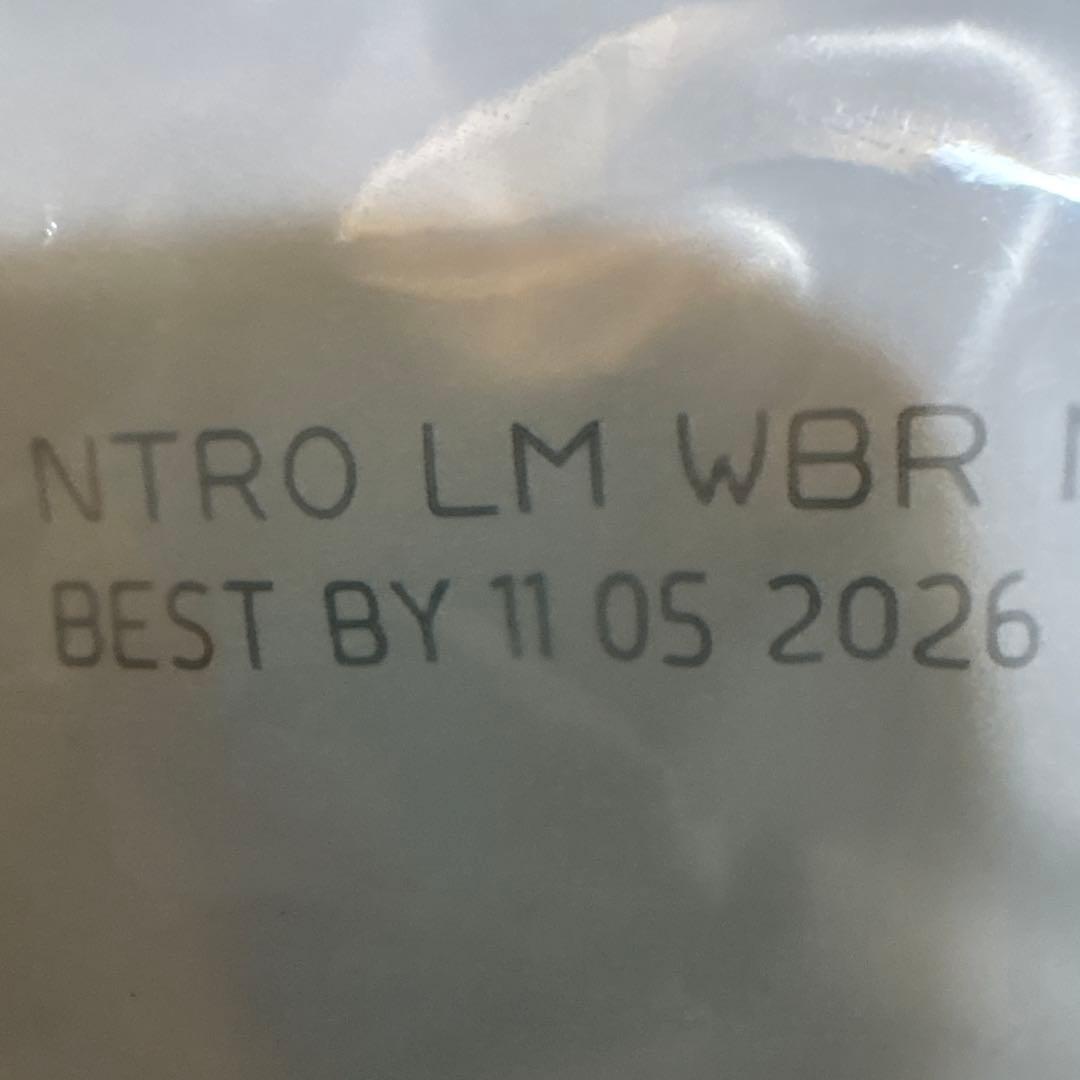 NTRO LM WBR
BEST BY 11 05 2026